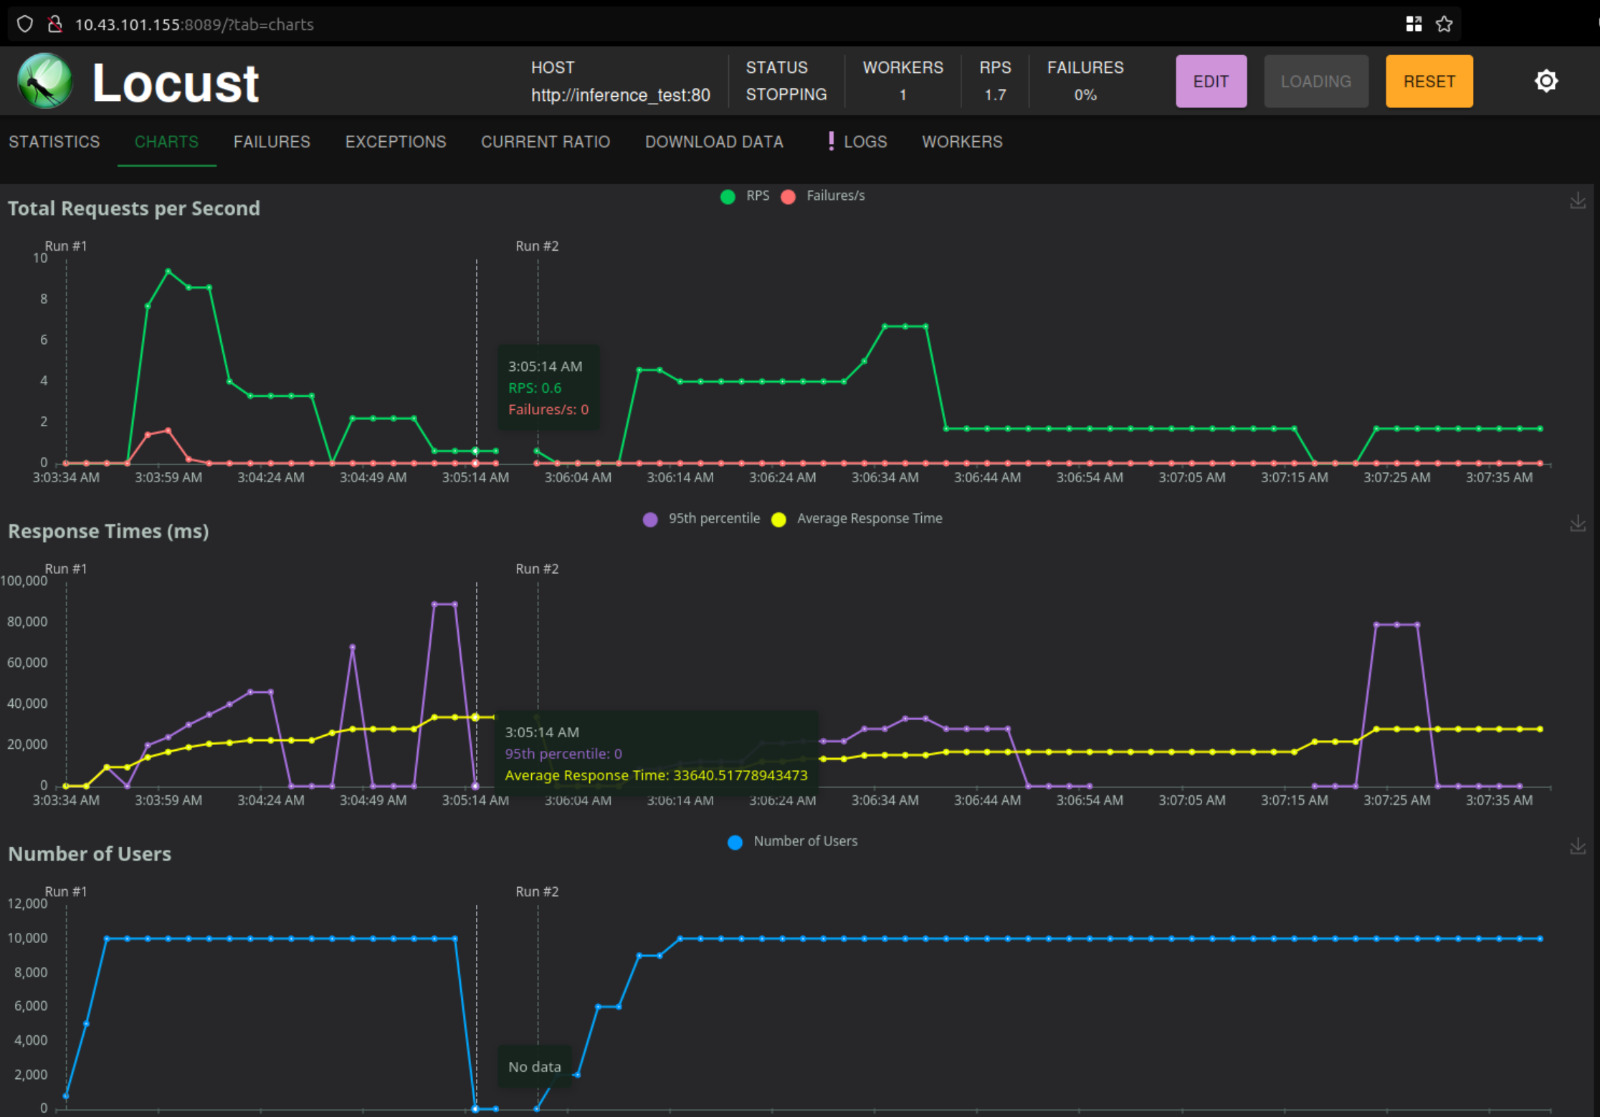 10.43.101.155:8089/?tab=charts
Locust
HOST
http://inference_test:80
STATUS
STOPPING
WORKERS
1
RPS
1.7
FAILURES
0%
EDIT
LOADING
RESET
STATISTICS CHARTS FAILURES EXCEPTIONS CURRENT RATIO DOWNLOAD DATA ! LOGS WORKERS
RPS Failures/s
Total Requests per Second
Run #1 Run #2
10
8
6
4
2
0
3:05:14 AM
RPS: 0.6
Failures/s: 0
3:03:34 AM 3:03:59 AM 3:04:24 AM 3:04:49 AM 3:05:14 AM 3:06:04 AM 3:06:14 AM 3:06:24 AM 3:06:34 AM 3:06:44 AM 3:06:54 AM 3:07:05 AM 3:07:15 AM 3:07:25 AM 3:07:35 AM
95th percentile Average Response Time
Response Times (ms)
Run #1 Run #2
100,000
80,000
60,000
40,000
20,000
0
3:05:14 AM
95th percentile: 0
Average Response Time: 33640.51778943473
3:03:34 AM 3:03:59 AM 3:04:24 AM 3:04:49 AM 3:05:14 AM 3:06:04 AM 3:06:14 AM 3:06:24 AM 3:06:34 AM 3:06:44 AM 3:06:54 AM 3:07:05 AM 3:07:15 AM 3:07:25 AM 3:07:35 AM
Number of Users
Number of Users
Run #1 Run #2
12,000
10,000
8,000
6,000
4,000
2,000
0
No data